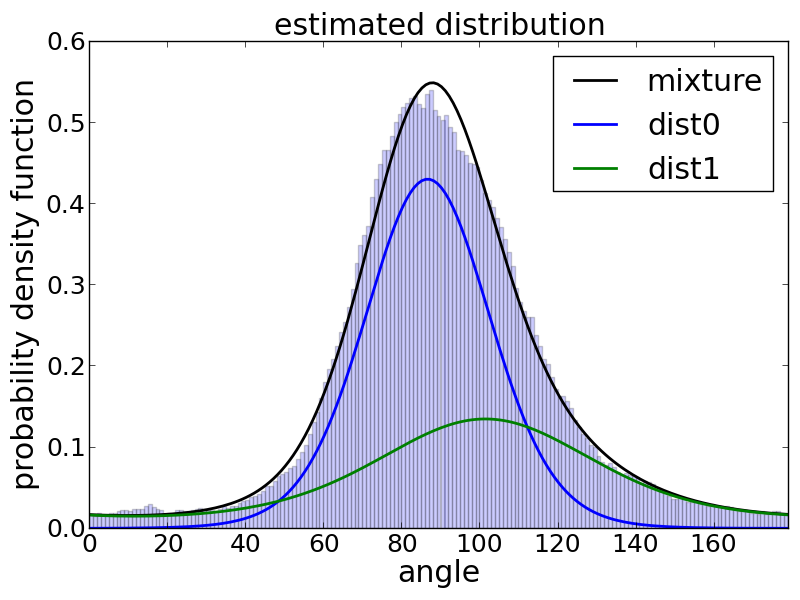 estimated distribution
probability density function
0.6
0.5
0.4
0.3
0.2
0.1
0.0
mixture
dist0
dist1
0 20 40 60 80 100 120 140 160
angle